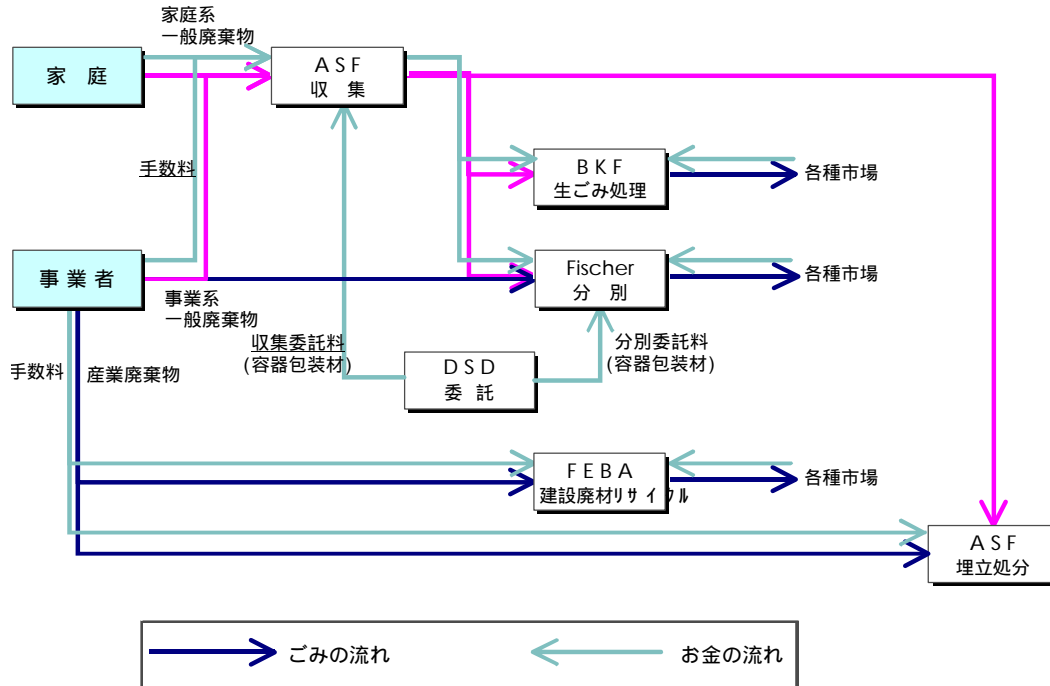 家庭系
一般廃棄物
家 庭
ASF
収 集
手数料
BKF
生ごみ処理
各種市場
事 業 者
Fischer
分 別
各種市場
事業系
一般廃棄物
収集委託料
(容器包装材)
分別委託料
(容器包装材)
DSD
委 託
手数料
産業廃棄物
FEBA
建設廃材リサイクル
各種市場
ASF
埋立処分
ごみの流れ
お金の流れ